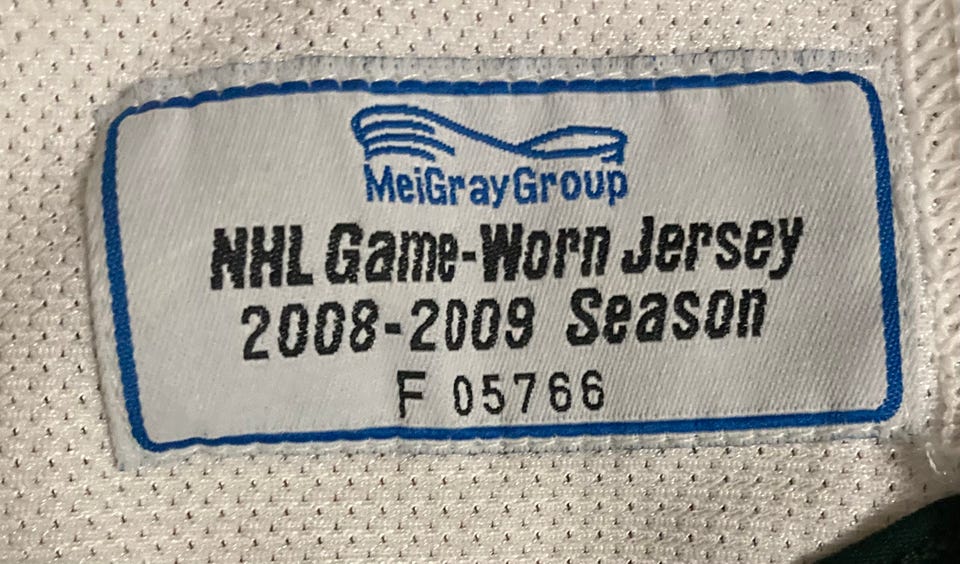 MeiGrayGroup
NHL Game-Worn Jersey
2008-2009 Season
F 05766